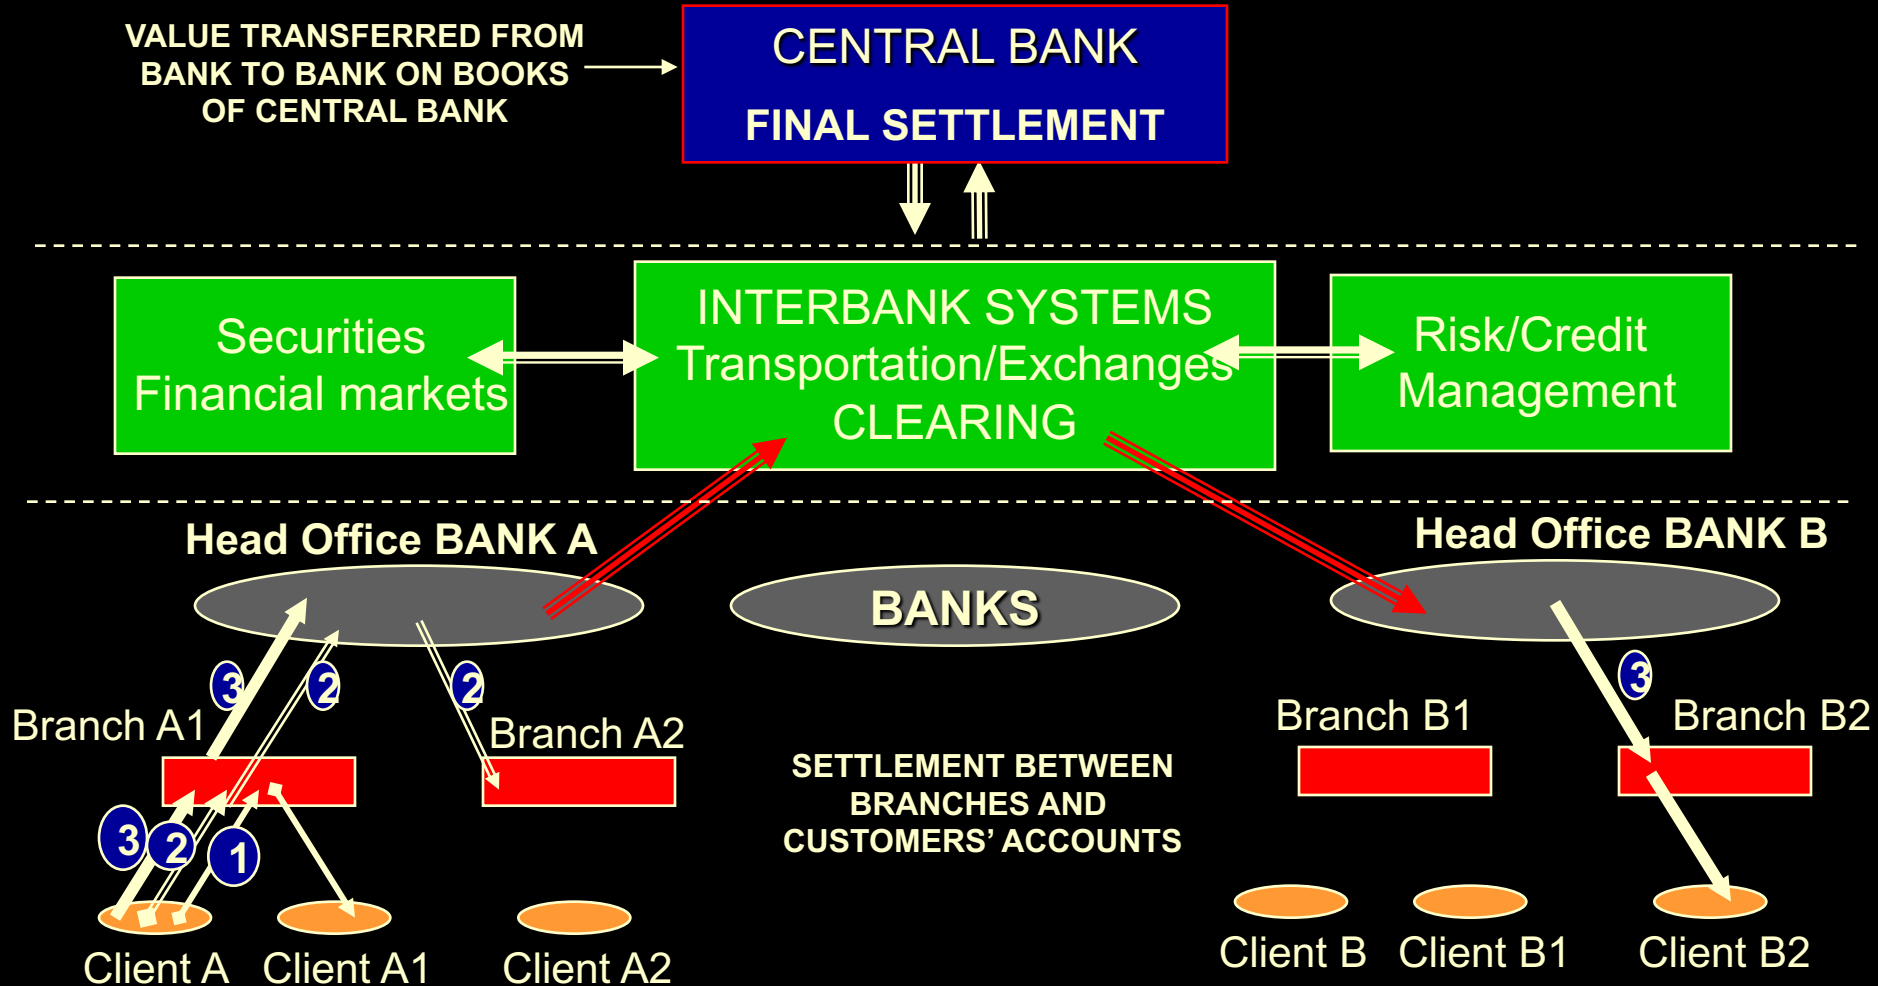 VALUE TRANSFERRED FROM
BANK TO BANK ON BOOKS
OF CENTRAL BANK
CENTRAL BANK
FINAL SETTLEMENT
Securities
Financial markets
INTERBANK SYSTEMS
Transportation/Exchanges
CLEARING
Risk/Credit
Management
Head Office BANK A
Head Office BANK B
BANKS
3
2
2
3
Branch A1
Branch A2
Branch B1
Branch B2
SETTLEMENT BETWEEN
BRANCHES AND
CUSTOMERS’ ACCOUNTS
3
2
1
Client A
Client A1
Client A2
Client B
Client B1
Client B2